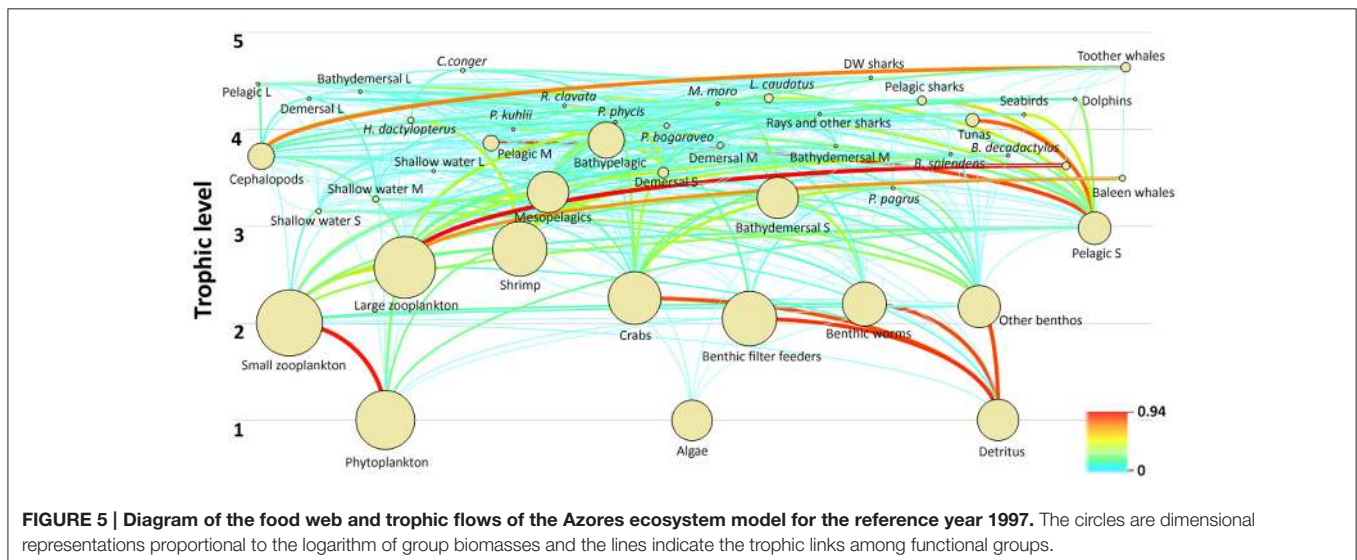 5
Toother whales
C.conger
DW sharks
Bathydemersal L
L. caudatus
Pelagic sharks
Pelagic L
R. clavata
M. moro
Seabirds
Dolphins
Demersal L
P. kuhlii
P. phycis
H. dactylopterus
Rays and other sharks
4
P. bogaraveo
Tunas
B. decadactylus
Pelagic M
Bathypelagic
Demersal M
Bathydemersal M
B. splendens
Cephalopods
Shallow water L
Demersal S
Baleen whales
Shallow water M
P. pagrus
Shallow water S
Mesopelagics
Bathydemersal S
3
Pelagic S
Trophic level
Shrimp
Large zooplankton
Other benthos
2
Crabs
Benthic worms
Benthic filter feeders
Small zooplankton
0.94
1
Phytoplankton
Algae
Detritus
0
FIGURE 5 | Diagram of the food web and trophic flows of the Azores ecosystem model for the reference year 1997. The circles are dimensional
representations proportional to the logarithm of group biomasses and the lines indicate the trophic links among functional groups.